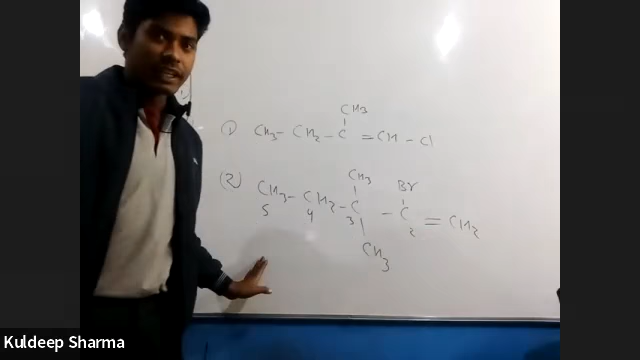 CH3
① CH3 - CH2 - C = CH - Cl
CH3 Br
(2) CH3 - CH2 - C - C = CH2
5 4 3 2
CH3
Kuldeep Sharma